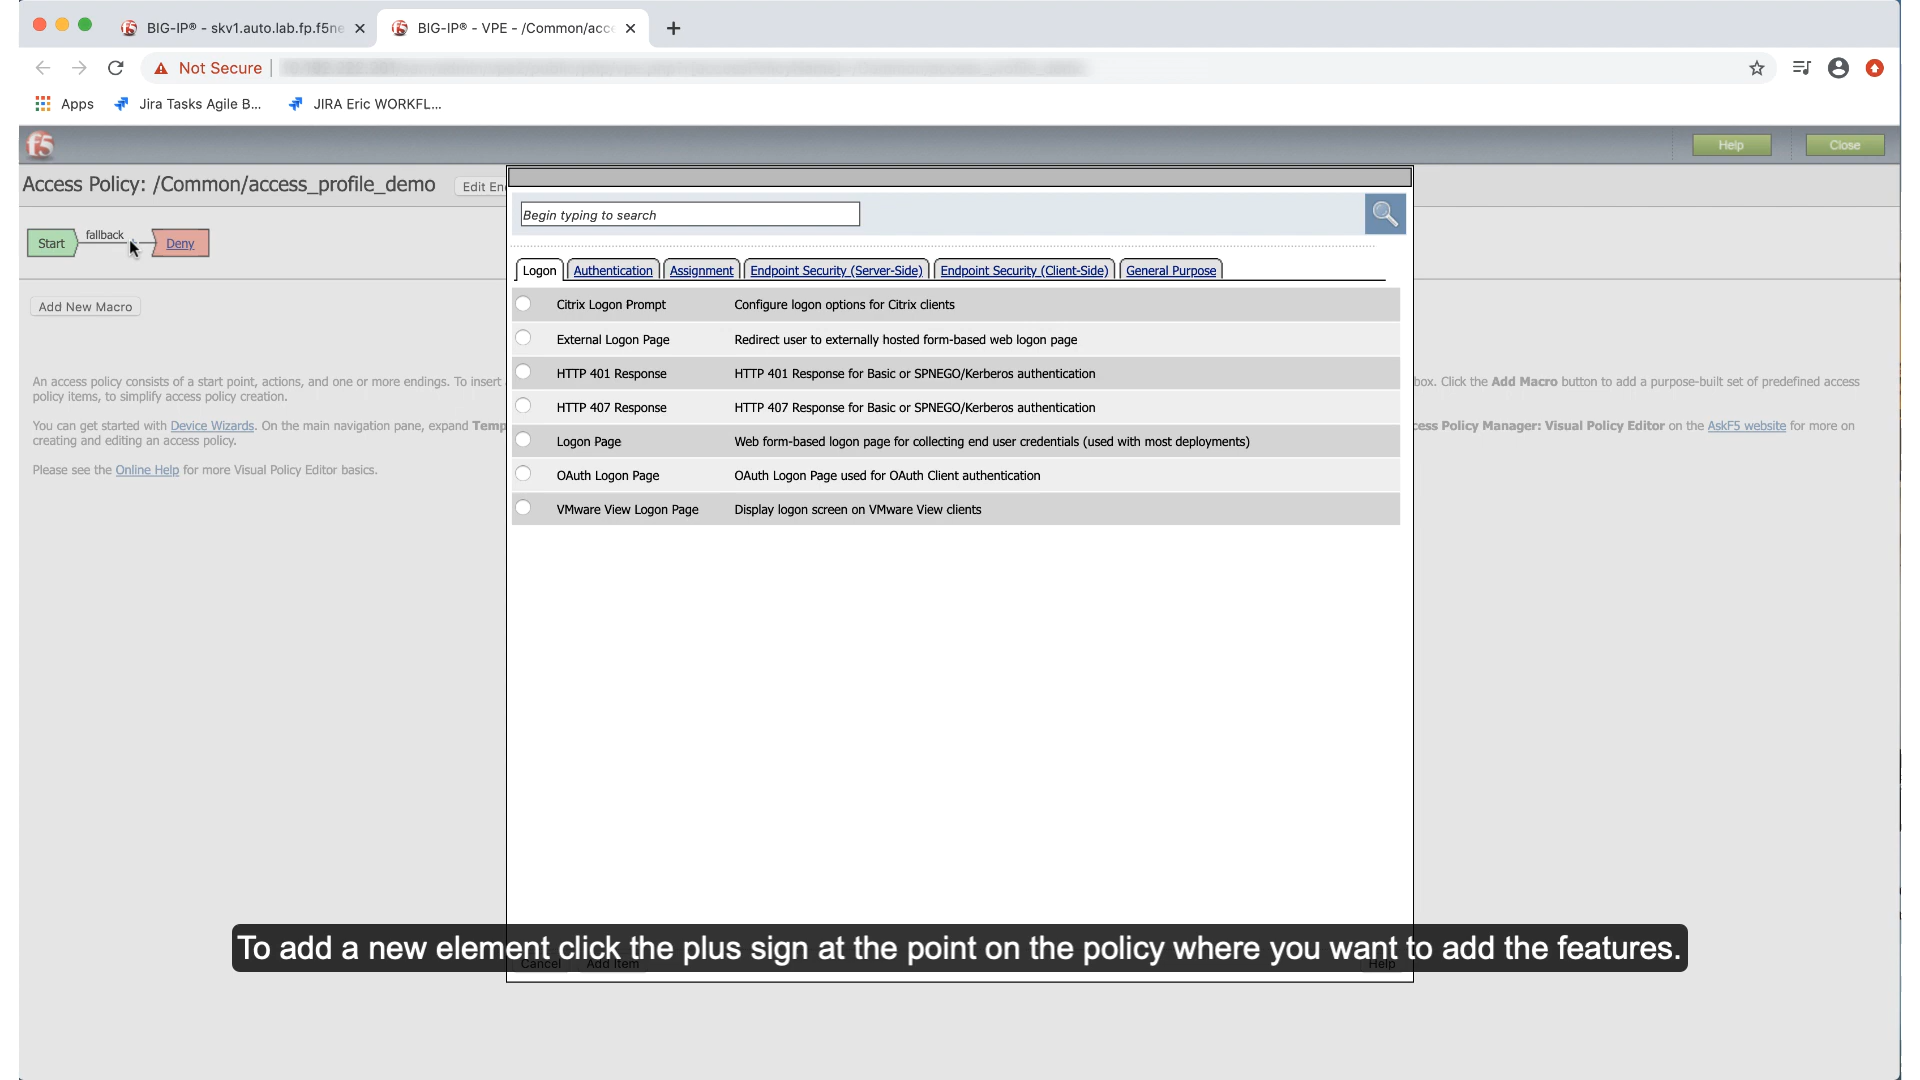 BIG-IP® - skv1.auto.lab.fp.f5ne
BIG-IP® - VPE - /Common/acc
Not Secure
Apps
Jira Tasks Agile B...
JIRA Eric WORKFL...
f5
Help
Close
Access Policy: /Common/access_profile_demo
Edit En
Begin typing to search
Start
fallback
Deny
Logon
Authentication
Assignment
Endpoint Security (Server-Side)
Endpoint Security (Client-Side)
General Purpose
Add New Macro
Citrix Logon Prompt Configure logon options for Citrix clients
External Logon Page Redirect user to externally hosted form-based web logon page
HTTP 401 Response HTTP 401 Response for Basic or SPNEGO/Kerberos authentication
HTTP 407 Response HTTP 407 Response for Basic or SPNEGO/Kerberos authentication
Logon Page Web form-based logon page for collecting end user credentials (used with most deployments)
OAuth Logon Page OAuth Logon Page used for OAuth Client authentication
VMware View Logon Page Display logon screen on VMware View clients
An access policy consists of a start point, actions, and one or more endings. To insert
box. Click the Add Macro button to add a purpose-built set of predefined access
policy items, to simplify access policy creation.
You can get started with Device Wizards. On the main navigation pane, expand Temp
cess Policy Manager: Visual Policy Editor on the AskF5 website for more on
creating and editing an access policy.
Please see the Online Help for more Visual Policy Editor basics.
To add a new element click the plus sign at the point on the policy where you want to add the features.
Cancel
Add Item
Help